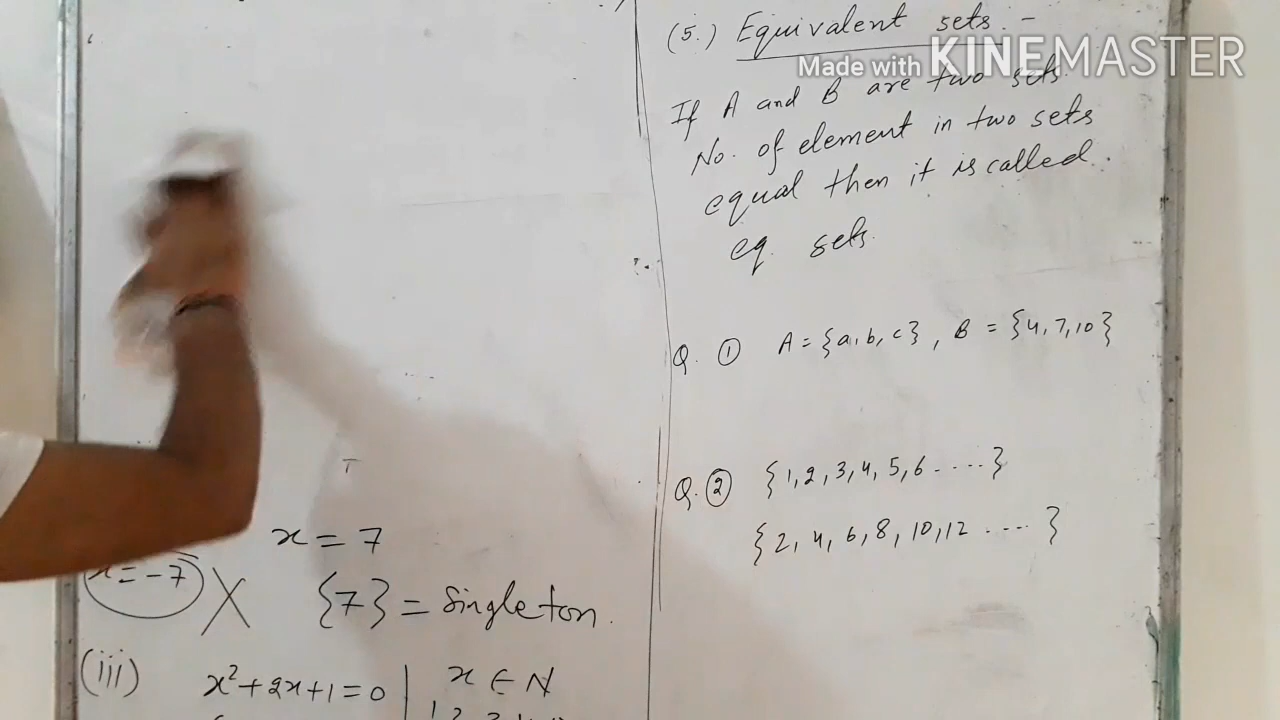 x = 7
x = -7
{7} = Singleton.
(iii) x²+2x+1=0 | x ∈ N
(5.) Equivalent sets. -
Made with KINEMASTER
If A and B are two sets
No. of element in two sets
equal then it is called.
eq. sets.
Q. ① A = {a, b, c}, B = {4, 7, 10}
Q. ② {1, 2, 3, 4, 5, 6 .....}
{2, 4, 6, 8, 10, 12 ..... }